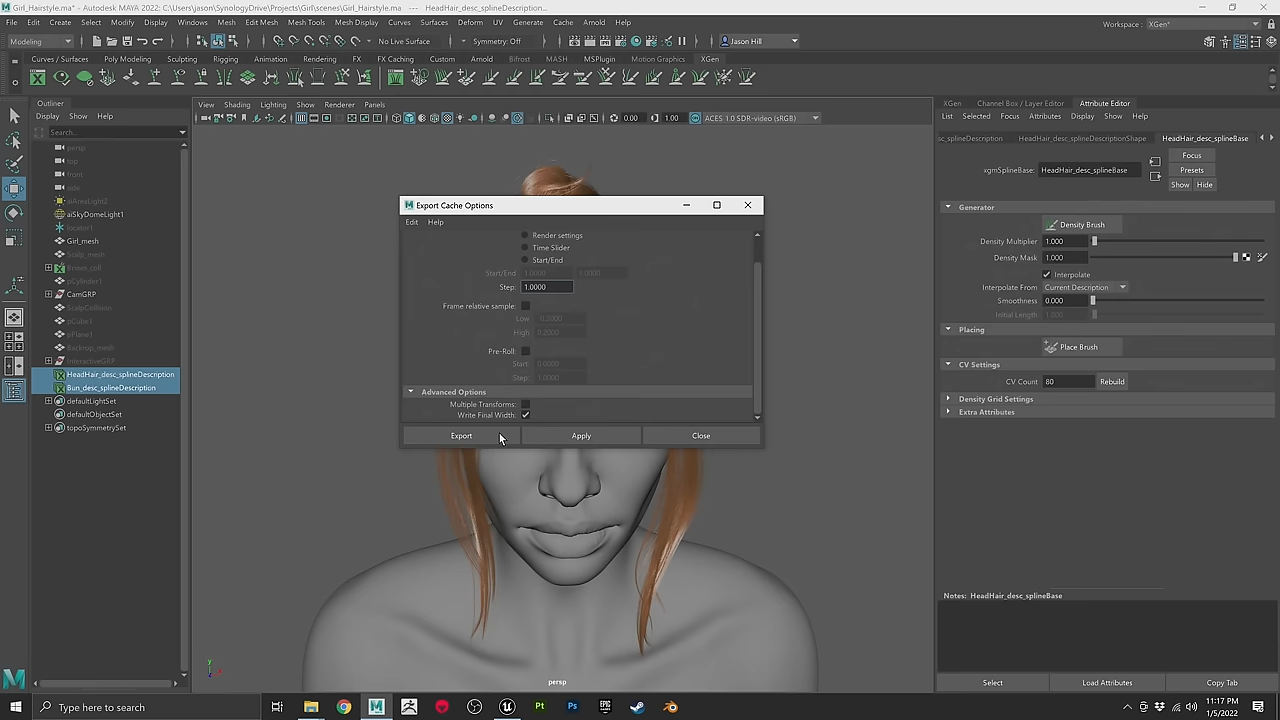 Girl_Hairstyle.ma* - Autodesk MAYA 2022: C:\Users\jason\SynologyDrive\Projects\Girl\scenes\Girl_Hairstyle.ma --- HeadHair_desc_splineDescription...
File Edit Create Select Modify Display Windows Mesh Edit Mesh Mesh Tools Mesh Display Curves Surfaces Deform UV Generate Cache Arnold Help
Workspace : XGen*
Modeling No Live Surface Symmetry: Off Jason Hill
Curves / Surfaces Poly Modeling Sculpting Rigging Animation Rendering FX FX Caching Custom Arnold Bifrost MASH MSPlugin Motion Graphics XGen
Outliner
Display Show Help
Search...
persp
top
front
side
aiAreaLight2
aiSkyDomeLight1
locator1
Girl_mesh
Scalp_mesh
pCylinder1
CamGRP
ScalpCollision
pCube1
pPlane1
Backrop_mesh
InteractiveGRP
HeadHair_desc_splineDescription
Bun_desc_splineDescription
defaultLightSet
defaultObjectSet
topoSymmetrySet
View Shading Lighting Show Renderer Panels
0.00 1.00 ACES 1.0 SDR-video (sRGB)
Export Cache Options
Edit Help
Render settings
Time Slider
Start/End
Start/End 1.0000 1.0000
Step: 1.0000
Frame relative sample:
Low -0.2000
High 0.2000
Pre-Roll:
Start: 0.0000
Step: 1.0000
Advanced Options
Multiple Transforms:
Write Final Width:
Export Apply Close
persp
XGen Channel Box / Layer Editor Attribute Editor
List Selected Focus Attributes Display Show Help
sc_splineDescription HeadHair_desc_splineDescriptionShape HeadHair_desc_splineBase
xgmSplineBase: HeadHair_desc_splineBase
Focus
Presets
Show Hide
Generator
Density Brush
Density Multiplier 1.000
Density Mask 1.000
Interpolate
Interpolate From Current Description
Smoothness 0.000
Initial Length 1.000
Placing
Place Brush
CV Settings
CV Count 80 Rebuild
Density Grid Settings
Extra Attributes
Notes: HeadHair_desc_splineBase
Select Load Attributes Copy Tab
Type here to search
Pt
Ps
EPIC
11:17 PM
1/5/2022